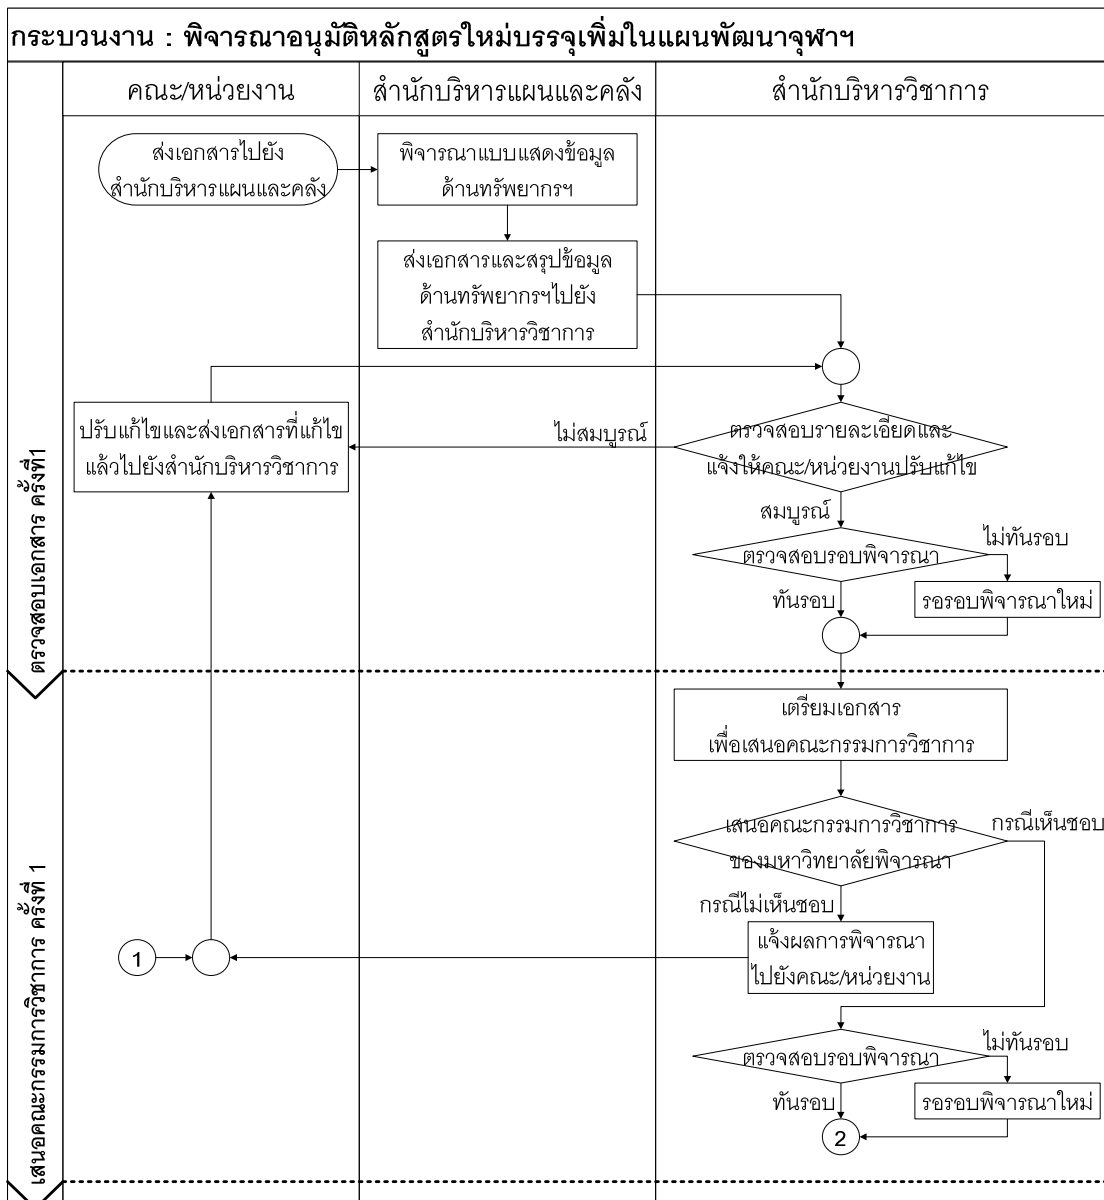 กระบวนงาน : พิจารณาอนุมัติหลักสูตรใหม่บรรจุเพิ่มในแผนพัฒนาจุฬาฯ
คณะ/หน่วยงาน
สำนักบริหารแผนและคลัง
สำนักบริหารวิชาการ
ตรวจสอบเอกสาร ครั้งที่1
ส่งเอกสารไปยัง
สำนักบริหารแผนและคลัง
พิจารณาแบบแสดงข้อมูล
ด้านทรัพยากรฯ
ส่งเอกสารและสรุปข้อมูล
ด้านทรัพยากรฯไปยัง
สำนักบริหารวิชาการ
ปรับแก้ไขและส่งเอกสารที่แก้ไข
แล้วไปยังสำนักบริหารวิชาการ
ไม่สมบูรณ์
ตรวจสอบรายละเอียดและ
แจ้งให้คณะ/หน่วยงานปรับแก้ไข
สมบูรณ์
ตรวจสอบรอบพิจารณา
ไม่ทันรอบ
ทันรอบ
รอรอบพิจารณาใหม่
เสนอคณะกรรมการวิชาการ ครั้งที่ 1
เตรียมเอกสาร
เพื่อเสนอคณะกรรมการวิชาการ
เสนอคณะกรรมการวิชาการ
ของมหาวิทยาลัยพิจารณา
กรณีเห็นชอบ
กรณีไม่เห็นชอบ
แจ้งผลการพิจารณา
ไปยังคณะ/หน่วยงาน
1
ตรวจสอบรอบพิจารณา
ไม่ทันรอบ
ทันรอบ
รอรอบพิจารณาใหม่
2